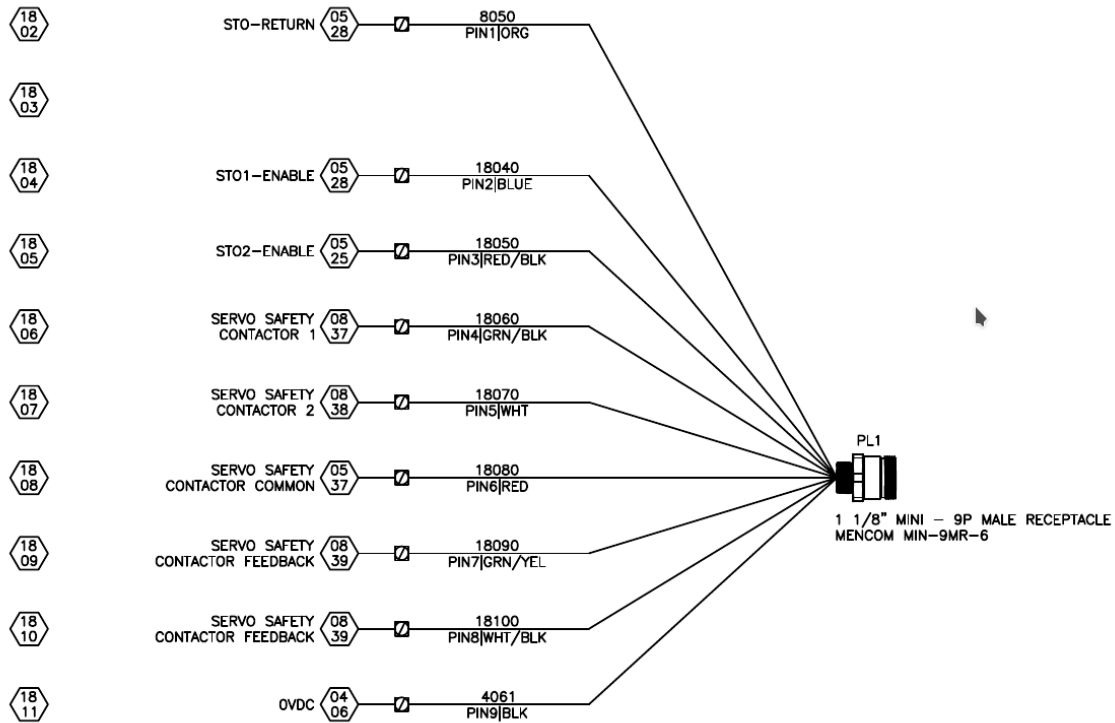 18
02
STO-RETURN
05
28
8050
PIN1|ORG
18
03
18
04
STO1-ENABLE
05
28
18040
PIN2|BLUE
18
05
STO2-ENABLE
05
25
18050
PIN3|RED/BLK
18
06
SERVO SAFETY
CONTACTOR 1
08
37
18060
PIN4|GRN/BLK
18
07
SERVO SAFETY
CONTACTOR 2
08
38
18070
PIN5|WHT
18
08
SERVO SAFETY
CONTACTOR COMMON
05
37
18080
PIN6|RED
PL1
1 1/8" MINI - 9P MALE RECEPTACLE
MENCOM MIN-9MR-6
18
09
SERVO SAFETY
CONTACTOR FEEDBACK
08
39
18090
PIN7|GRN/YEL
18
10
SERVO SAFETY
CONTACTOR FEEDBACK
08
39
18100
PIN8|WHT/BLK
18
11
0VDC
04
06
4061
PIN9|BLK